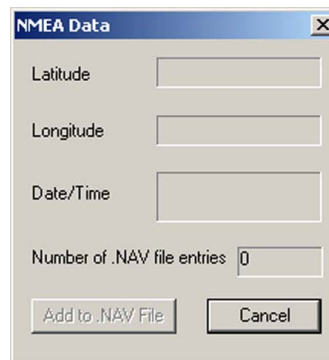 NMEA Data
Latitude
Longitude
Date/Time
Number of .NAV file entries 0
Add to .NAV File Cancel